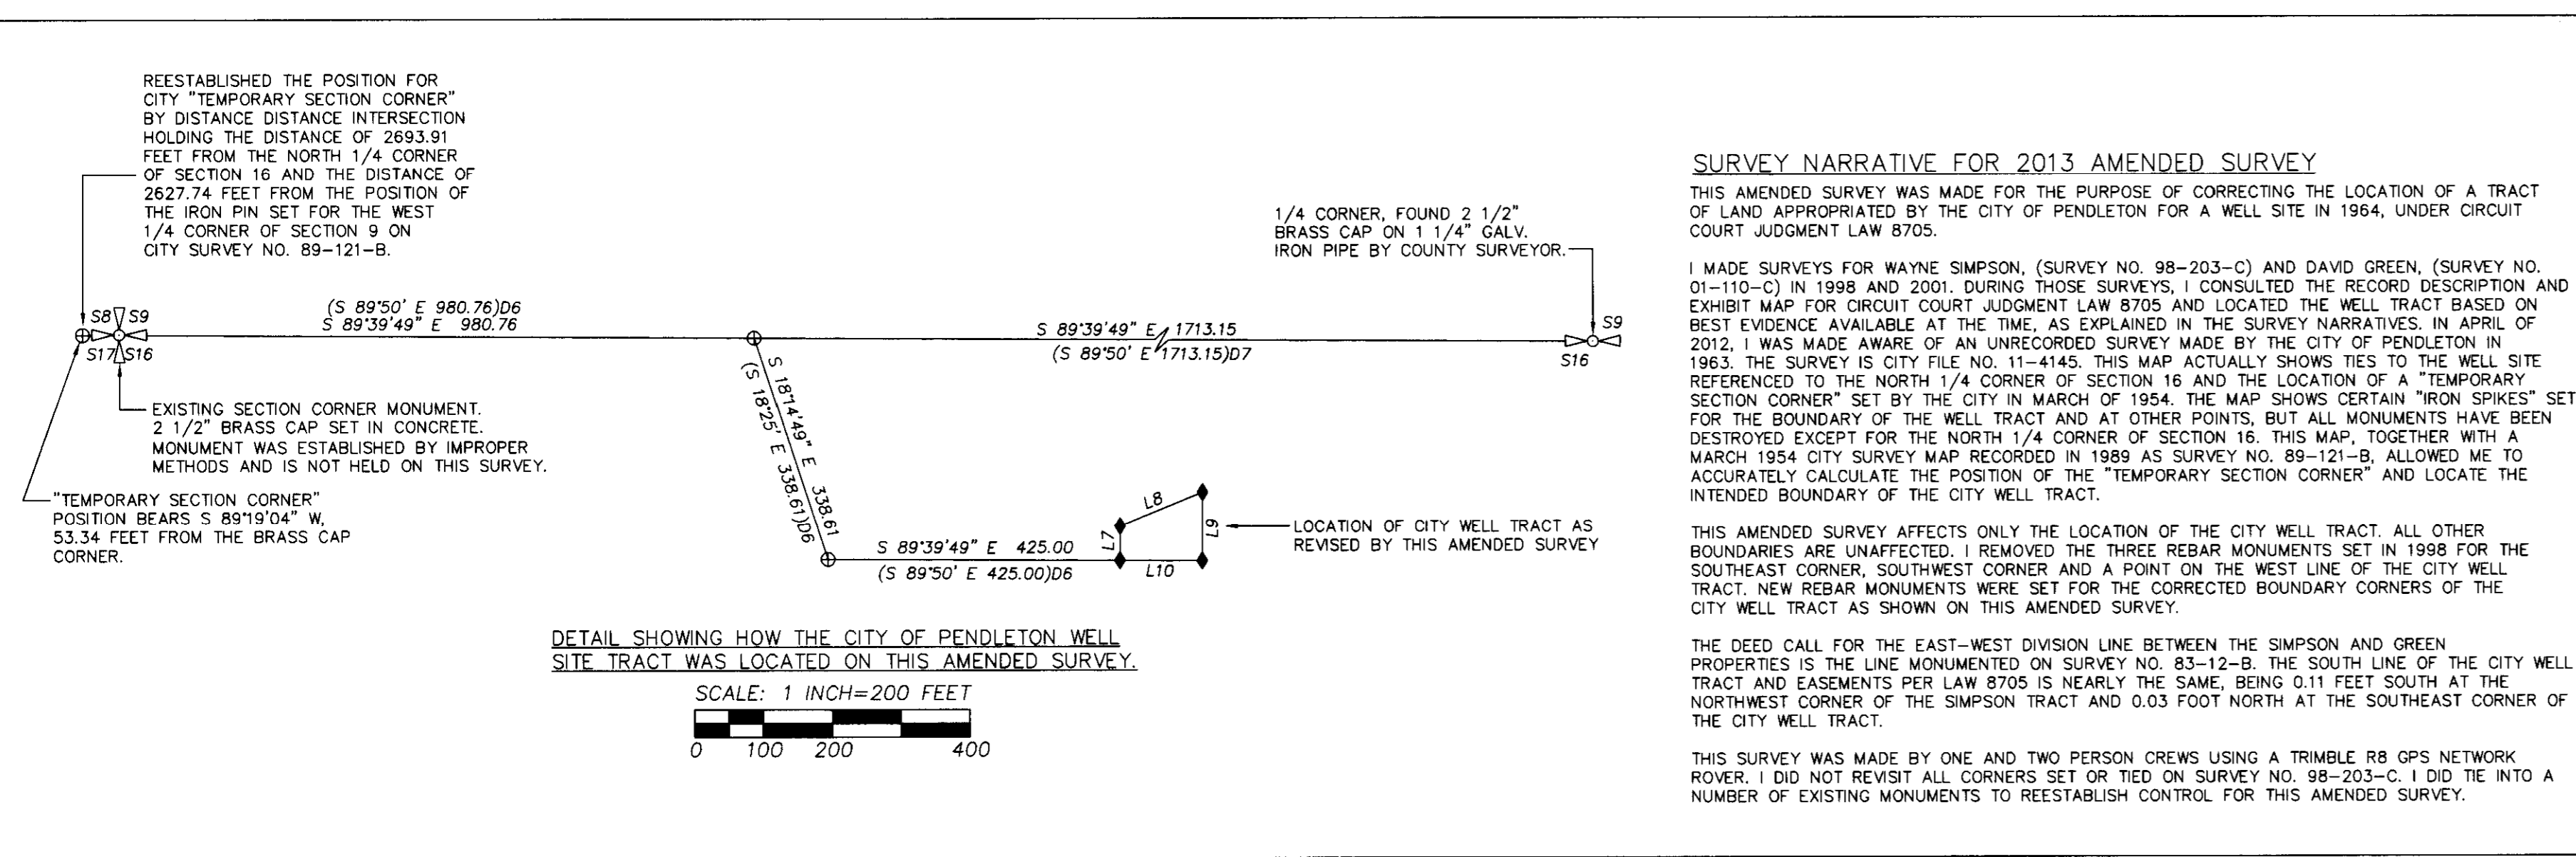 REESTABLISHED THE POSITION FOR
CITY "TEMPORARY SECTION CORNER"
BY DISTANCE DISTANCE INTERSECTION
HOLDING THE DISTANCE OF 2693.91
FEET FROM THE NORTH 1/4 CORNER
OF SECTION 16 AND THE DISTANCE OF
2627.74 FEET FROM THE POSITION OF
THE IRON PIN SET FOR THE WEST
1/4 CORNER OF SECTION 9 ON
CITY SURVEY NO. 89-121-B.
S8 S9
S17 S16
(S 89°50' E 980.76)D6
S 89°39'49" E 980.76
1/4 CORNER, FOUND 2 1/2"
BRASS CAP ON 1 1/4" GALV.
IRON PIPE BY COUNTY SURVEYOR.
S 89°39'49" E 1713.15
(S 89°50' E 1713.15)D7
S9
S16
EXISTING SECTION CORNER MONUMENT.
2 1/2" BRASS CAP SET IN CONCRETE.
MONUMENT WAS ESTABLISHED BY IMPROPER
METHODS AND IS NOT HELD ON THIS SURVEY.
"TEMPORARY SECTION CORNER"
POSITION BEARS S 89°19'04" W,
53.34 FEET FROM THE BRASS CAP
CORNER.
S 18°14'49" E 338.61
(S 18°25' E 338.61)D6
S 89°39'49" E 425.00
(S 89°50' E 425.00)D6
L7
L8
L9
L10
LOCATION OF CITY WELL TRACT AS
REVISED BY THIS AMENDED SURVEY
DETAIL SHOWING HOW THE CITY OF PENDLETON WELL
SITE TRACT WAS LOCATED ON THIS AMENDED SURVEY.
SCALE: 1 INCH=200 FEET
0 100 200 400
SURVEY NARRATIVE FOR 2013 AMENDED SURVEY
THIS AMENDED SURVEY WAS MADE FOR THE PURPOSE OF CORRECTING THE LOCATION OF A TRACT
OF LAND APPROPRIATED BY THE CITY OF PENDLETON FOR A WELL SITE IN 1964, UNDER CIRCUIT
COURT JUDGMENT LAW 8705.
I MADE SURVEYS FOR WAYNE SIMPSON, (SURVEY NO. 98-203-C) AND DAVID GREEN, (SURVEY NO.
01-110-C) IN 1998 AND 2001. DURING THOSE SURVEYS, I CONSULTED THE RECORD DESCRIPTION AND
EXHIBIT MAP FOR CIRCUIT COURT JUDGMENT LAW 8705 AND LOCATED THE WELL TRACT BASED ON
BEST EVIDENCE AVAILABLE AT THE TIME, AS EXPLAINED IN THE SURVEY NARRATIVES. IN APRIL OF
2012, I WAS MADE AWARE OF AN UNRECORDED SURVEY MADE BY THE CITY OF PENDLETON IN
1963. THE SURVEY IS CITY FILE NO. 11-4145. THIS MAP ACTUALLY SHOWS TIES TO THE WELL SITE
REFERENCED TO THE NORTH 1/4 CORNER OF SECTION 16 AND THE LOCATION OF A "TEMPORARY
SECTION CORNER" SET BY THE CITY IN MARCH OF 1954. THE MAP SHOWS CERTAIN "IRON SPIKES" SET
FOR THE BOUNDARY OF THE WELL TRACT AND AT OTHER POINTS, BUT ALL MONUMENTS HAVE BEEN
DESTROYED EXCEPT FOR THE NORTH 1/4 CORNER OF SECTION 16. THIS MAP, TOGETHER WITH A
MARCH 1954 CITY SURVEY MAP RECORDED IN 1989 AS SURVEY NO. 89-121-B, ALLOWED ME TO
ACCURATELY CALCULATE THE POSITION OF THE "TEMPORARY SECTION CORNER" AND LOCATE THE
INTENDED BOUNDARY OF THE CITY WELL TRACT.
THIS AMENDED SURVEY AFFECTS ONLY THE LOCATION OF THE CITY WELL TRACT. ALL OTHER
BOUNDARIES ARE UNAFFECTED. I REMOVED THE THREE REBAR MONUMENTS SET IN 1998 FOR THE
SOUTHEAST CORNER, SOUTHWEST CORNER AND A POINT ON THE WEST LINE OF THE CITY WELL
TRACT. NEW REBAR MONUMENTS WERE SET FOR THE CORRECTED BOUNDARY CORNERS OF THE
CITY WELL TRACT AS SHOWN ON THIS AMENDED SURVEY.
THE DEED CALL FOR THE EAST-WEST DIVISION LINE BETWEEN THE SIMPSON AND GREEN
PROPERTIES IS THE LINE MONUMENTED ON SURVEY NO. 83-12-B. THE SOUTH LINE OF THE CITY WELL
TRACT AND EASEMENTS PER LAW 8705 IS NEARLY THE SAME, BEING 0.11 FEET SOUTH AT THE
NORTHWEST CORNER OF THE SIMPSON TRACT AND 0.03 FOOT NORTH AT THE SOUTHEAST CORNER OF
THE CITY WELL TRACT.
THIS SURVEY WAS MADE BY ONE AND TWO PERSON CREWS USING A TRIMBLE R8 GPS NETWORK
ROVER. I DID NOT REVISIT ALL CORNERS SET OR TIED ON SURVEY NO. 98-203-C. I DID TIE INTO A
NUMBER OF EXISTING MONUMENTS TO REESTABLISH CONTROL FOR THIS AMENDED SURVEY.